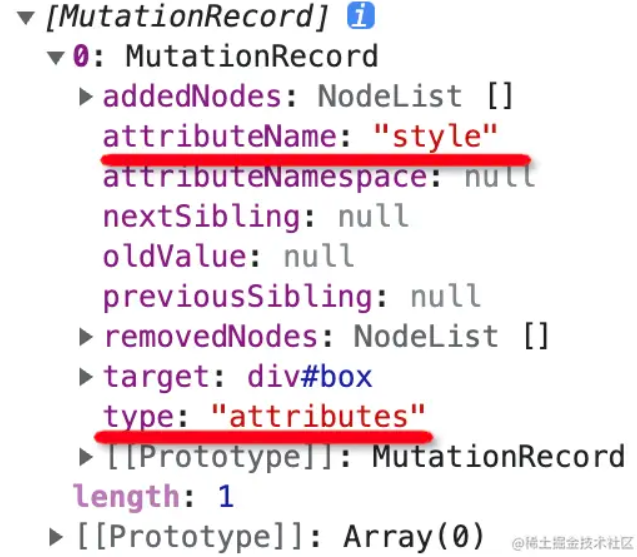 [MutationRecord] i
0: MutationRecord
addedNodes: NodeList []
attributeName: "style"
attributeNamespace: null
nextSibling: null
oldValue: null
previousSibling: null
removedNodes: NodeList []
target: div#box
type: "attributes"
[[Prototype]]: MutationRecord
length: 1
[[Prototype]]: Array(0)
@稀土掘金技术社区